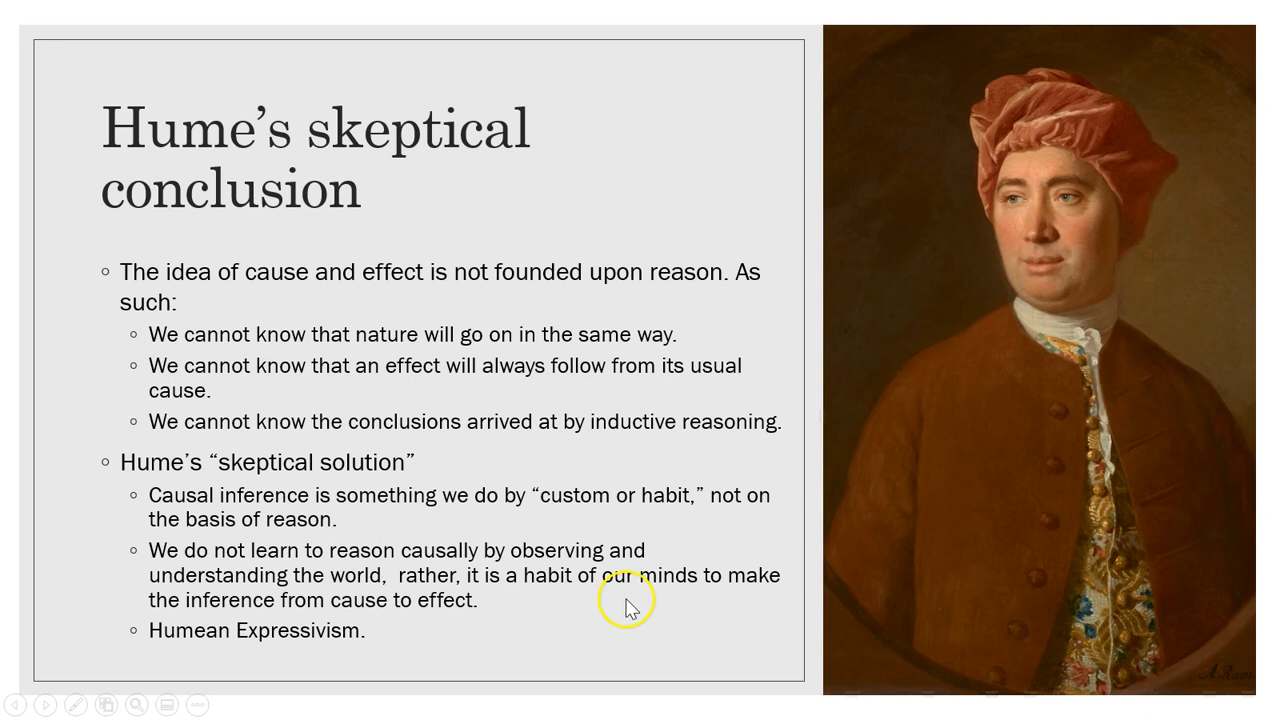 Hume’s skeptical
conclusion
The idea of cause and effect is not founded upon reason. As
such:
We cannot know that nature will go on in the same way.
We cannot know that an effect will always follow from its usual
cause.
We cannot know the conclusions arrived at by inductive reasoning.
Hume’s “skeptical solution”
Causal inference is something we do by “custom or habit,” not on
the basis of reason.
We do not learn to reason causally by observing and
understanding the world,  rather, it is a habit of our minds to make
the inference from cause to effect.
Humean Expressivism.